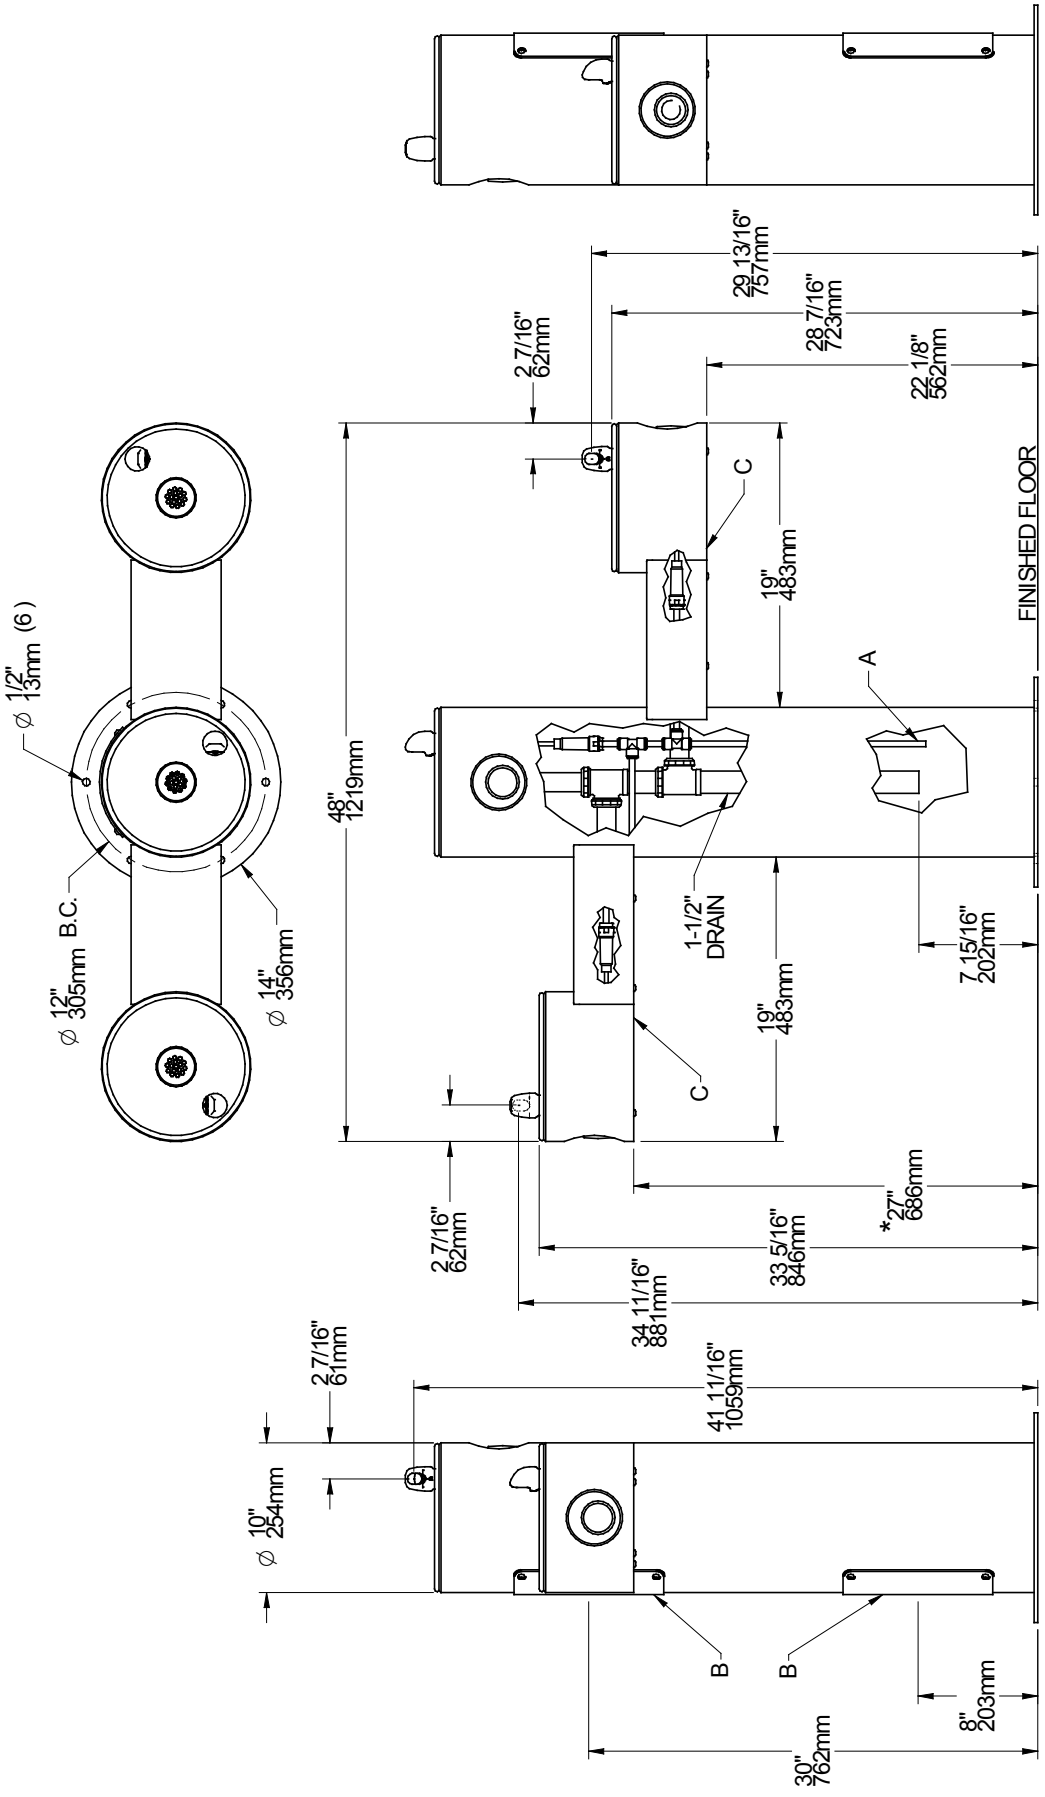 ⌀ 1/2"
13mm (6)
⌀ 12"
305mm B.C.
⌀ 14"
356mm
29 13/16"
757mm
28 7/16"
723mm
22 1/8"
562mm
2 7/16"
62mm
48"
1219mm
C
19"
483mm
FINISHED FLOOR
A
1-1/2"
DRAIN
7 15/16"
202mm
19"
483mm
C
2 7/16"
62mm
*27"
686mm
33 5/16"
846mm
34 11/16"
881mm
2 7/16"
61mm
41 11/16"
1059mm
⌀ 10"
254mm
B
B
8"
203mm
30"
762mm